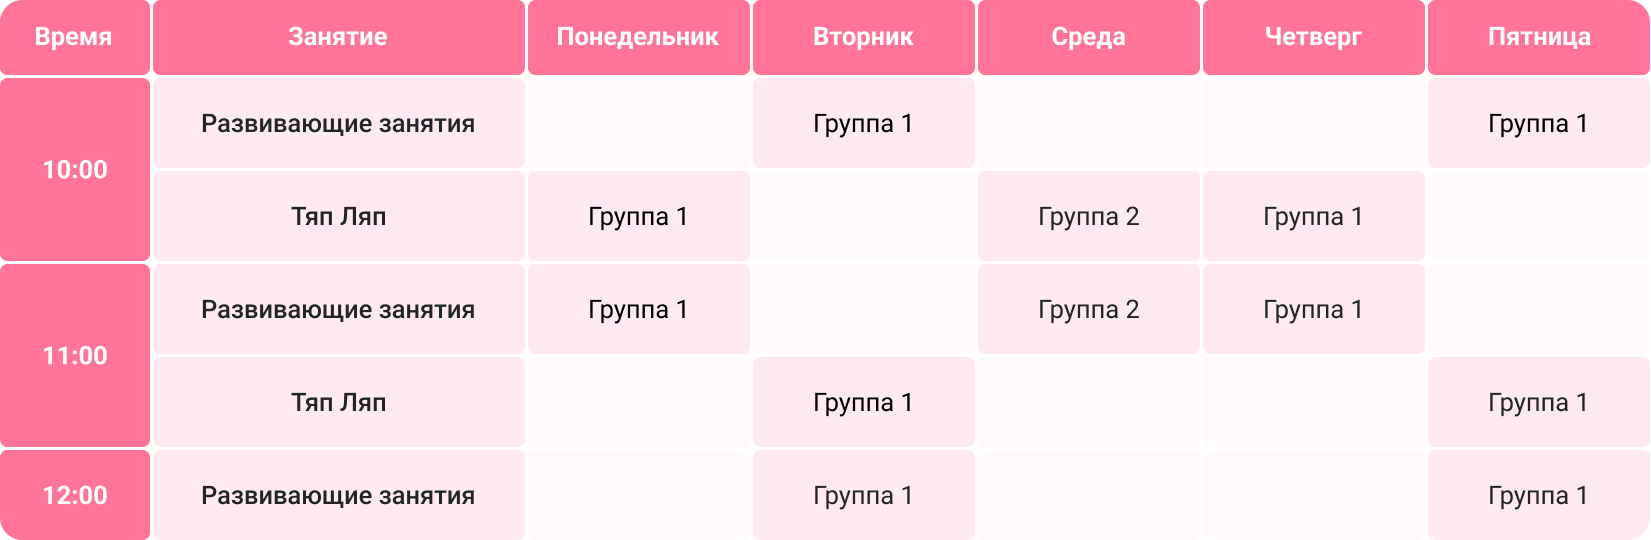 Время Занятие Понедельник Вторник Среда Четверг Пятница
10:00
Развивающие занятия Группа 1 Группа 1
Тяп Ляп Группа 1 Группа 2 Группа 1
11:00
Развивающие занятия Группа 1 Группа 2 Группа 1
Тяп Ляп Группа 1 Группа 1
12:00 Развивающие занятия Группа 1 Группа 1